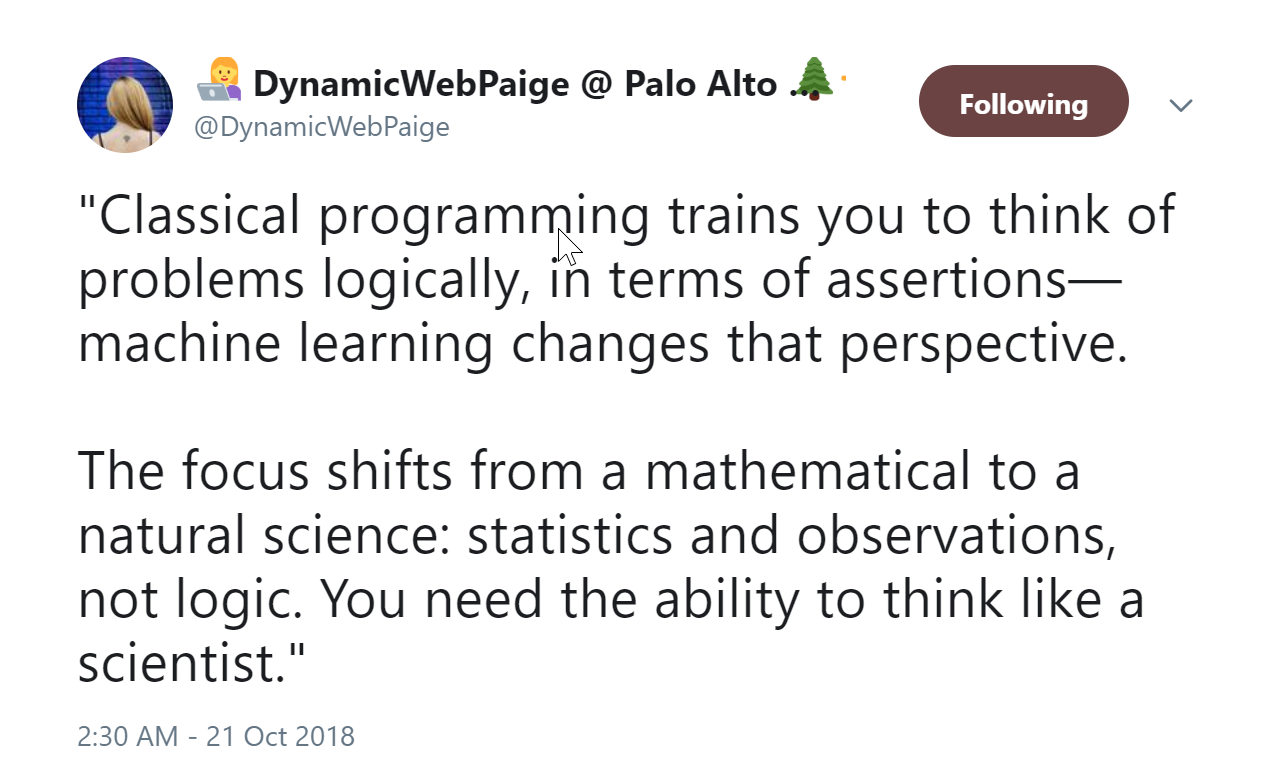 DynamicWebPaige @ Palo Alto ...
@DynamicWebPaige
Following
"Classical programming trains you to think of
problems logically, in terms of assertions—
machine learning changes that perspective.
The focus shifts from a mathematical to a
natural science: statistics and observations,
not logic. You need the ability to think like a
scientist."
2:30 AM - 21 Oct 2018